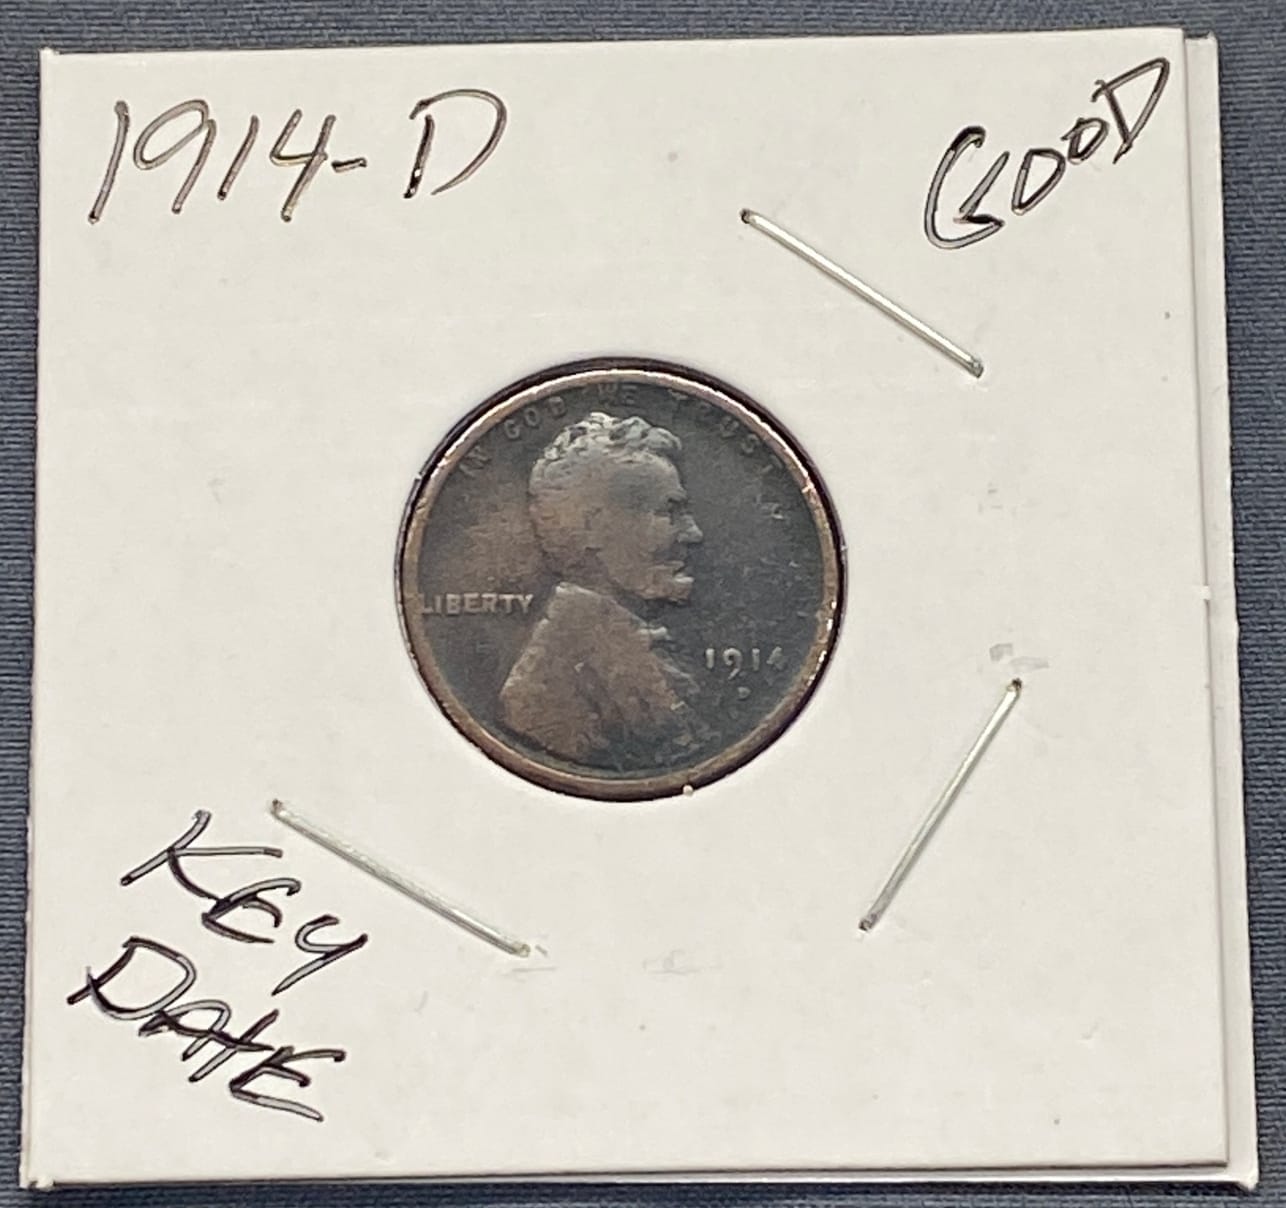 1914-D
GOOD
IN GOD WE TRUST
LIBERTY
1914
D
KEY
DATE